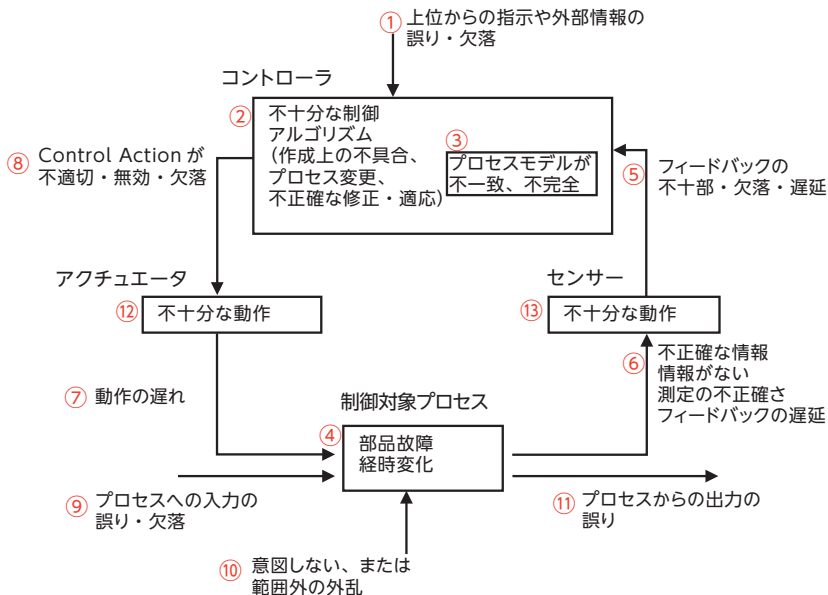 ① 上位からの指示や外部情報の
誤り・欠落
コントローラ
② 不十分な制御
アルゴリズム
（作成上の不具合、
プロセス変更、
不正確な修正・適応）
③
プロセスモデルが
不一致、不完全
⑧ Control Action が
不適切・無効・欠落
⑤ フィードバックの
不十部・欠落・遅延
アクチュエータ
⑫ 不十分な動作
センサー
⑬ 不十分な動作
⑥ 不正確な情報
情報がない
測定の不正確さ
フィードバックの遅延
⑦ 動作の遅れ
制御対象プロセス
④ 部品故障
経時変化
⑨ プロセスへの入力の
誤り・欠落
⑪ プロセスからの出力の
誤り
⑩ 意図しない、または
範囲外の外乱